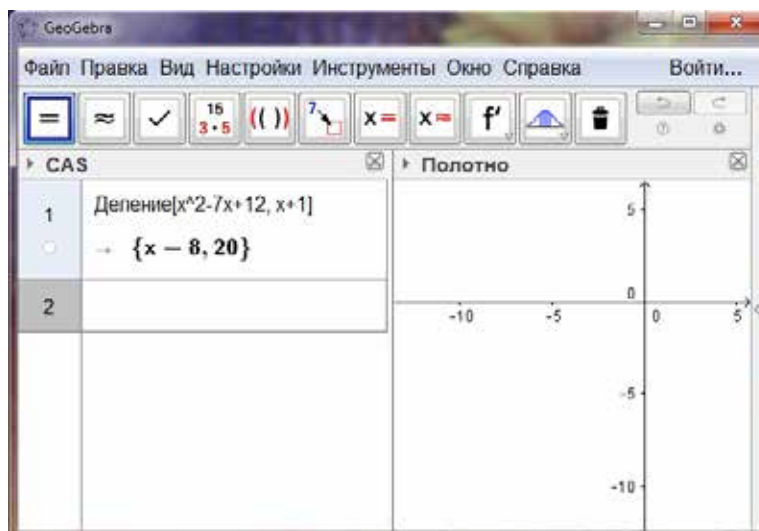 GeoGebra
Файл Правка Вид Настройки Инструменты Окно Справка Войти...
= ≈ ✓ 15 3·5 (( )) 7 x= x≈ f'
CAS Полотно
1 Деление[x^2-7x+12, x+1]
→ {x − 8, 20}
2
5
0
-10 -5 0 5
-5
-10